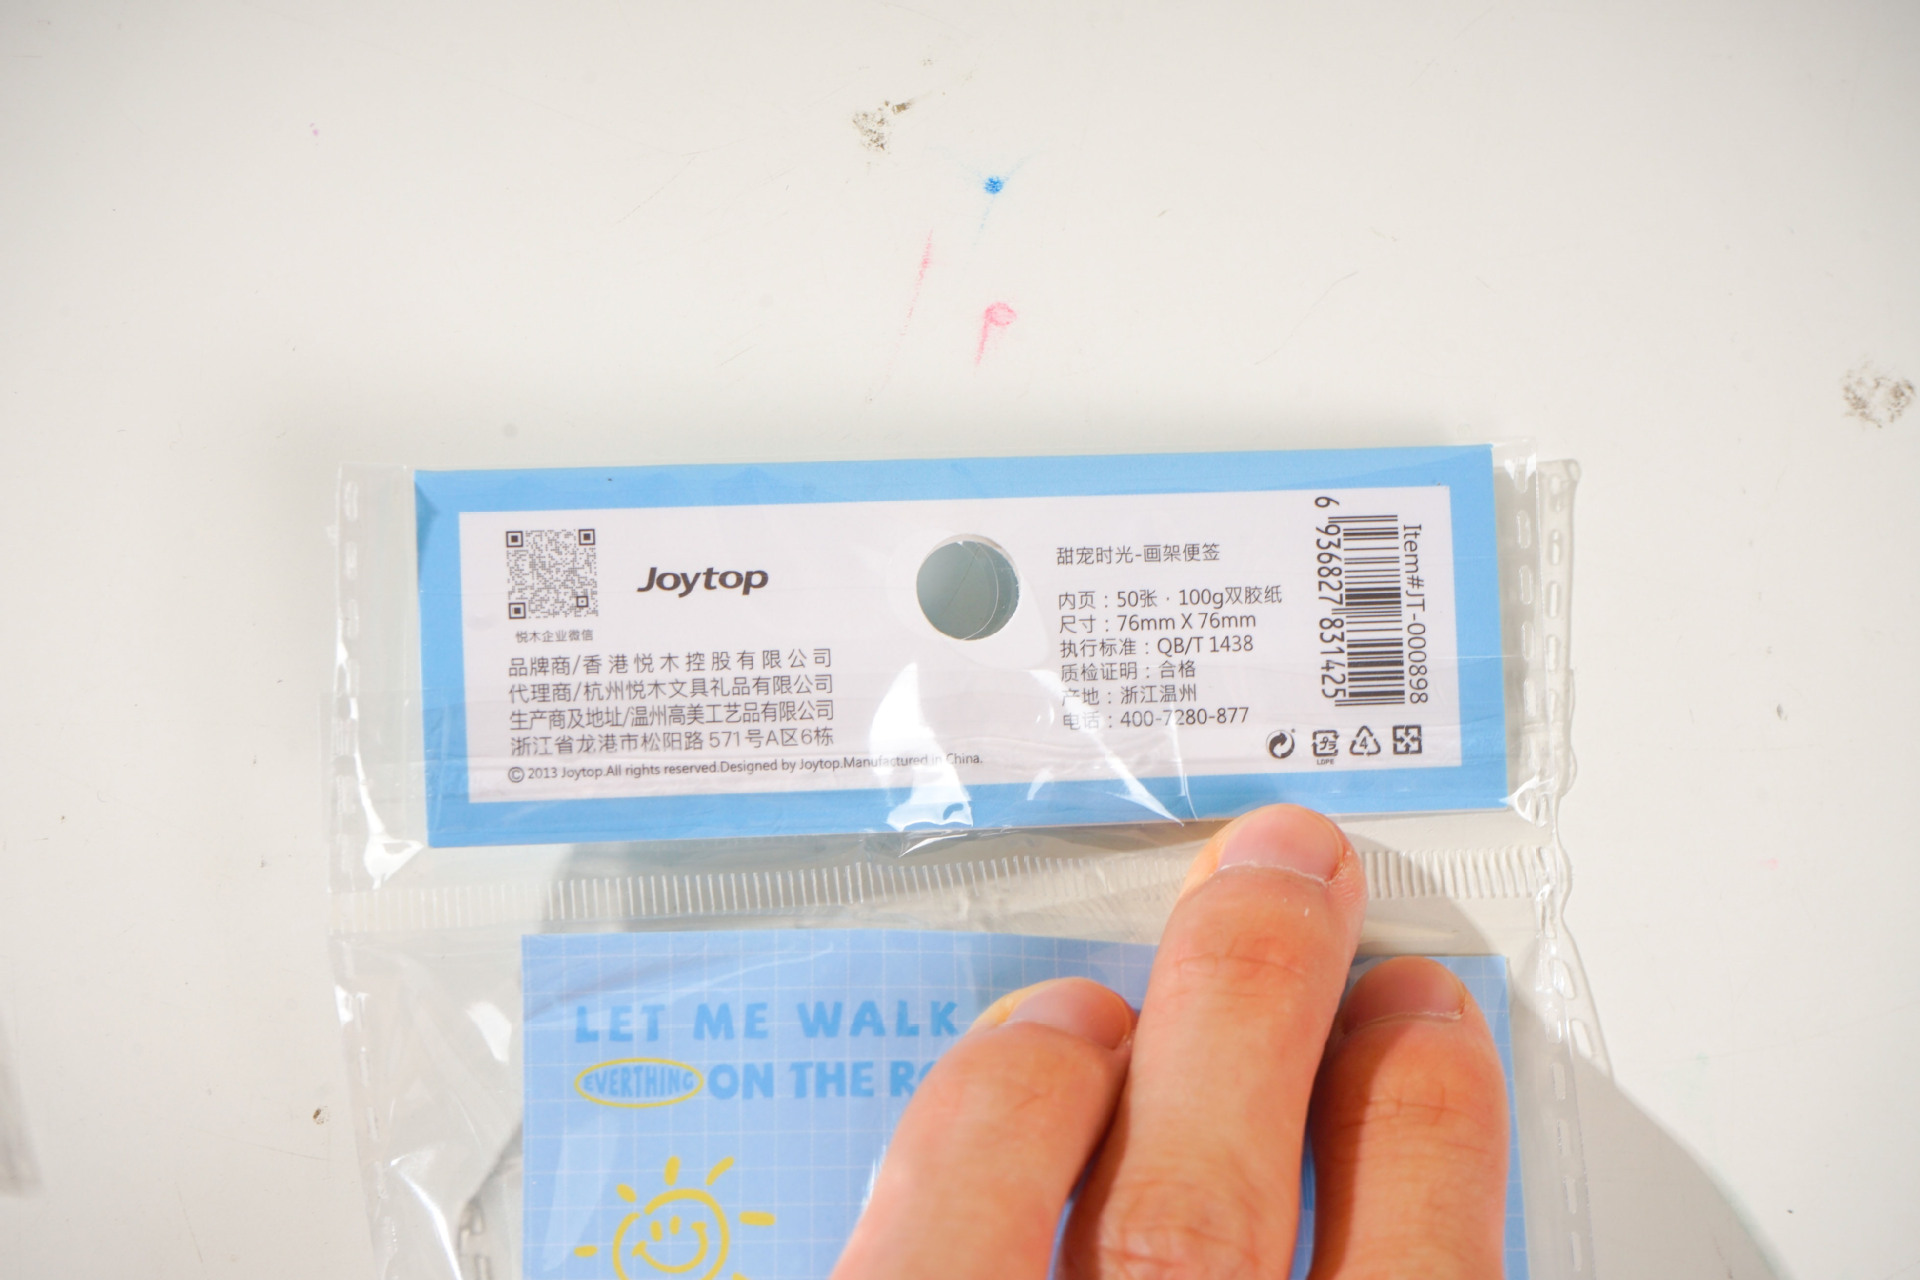 Joytop
悦木企业微信
品牌商/香港悦木控股有限公司
代理商/杭州悦木文具礼品有限公司
生产商及地址/温州高美工艺品有限公司
浙江省龙港市松阳路571号A区6栋
© 2013 Joytop.All rights reserved.Designed by Joytop.Manufactured in China.
甜宠时光-画架便签
内页：50张·100g双胶纸
尺寸：76mm X 76mm
执行标准：QB/T 1438
质检证明：合格
产地：浙江温州
电话：400-7280-877
Item#JT-000898
6 936827 831425
LDPE
4
LET ME WALK
EVERTHING ON THE